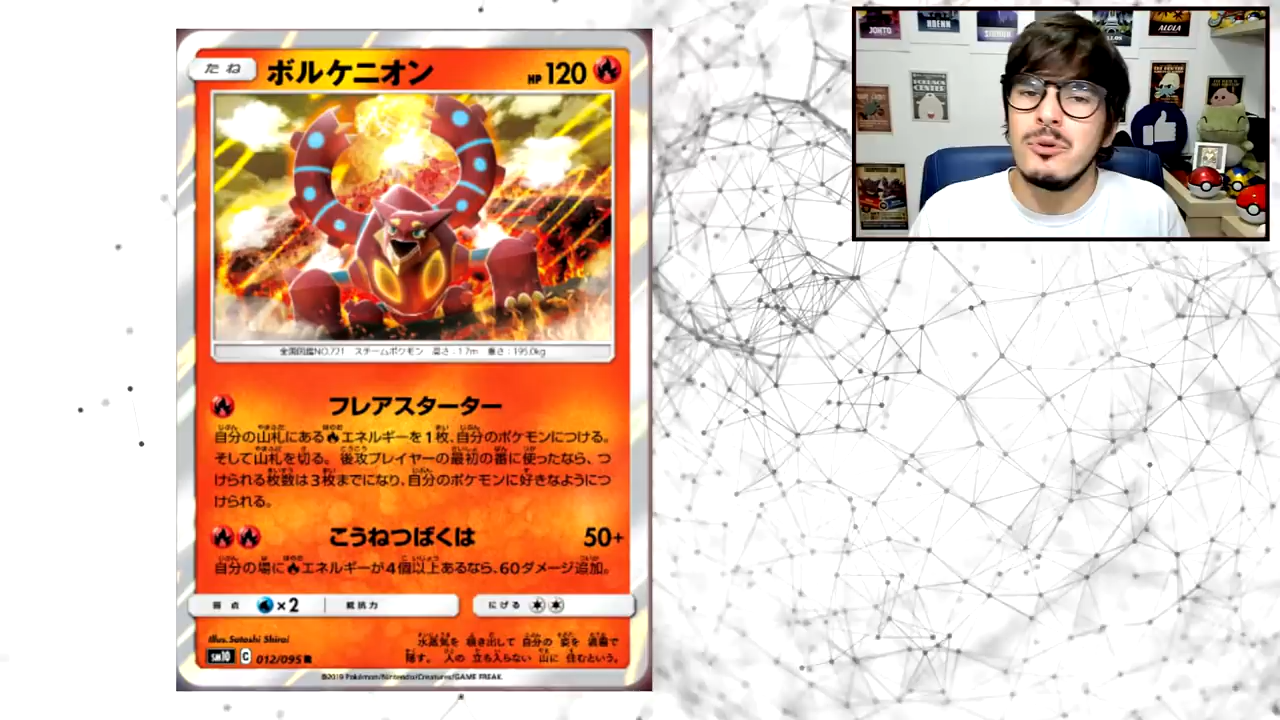 たね ボルケニオン HP 120
全国図鑑NO.721 スチームポケモン 高さ:1.7m 重さ:195.0kg
フレアスターター
自分の山札にあるエネルギーを1枚、自分のポケモンにつける。
そして山札を切る。後攻プレイヤーの最初の番に使ったなら、つ
けられる枚数は3枚までになり、自分のポケモンに好きなようにつ
けられる。
こうねつばくは 50+
自分の場にエネルギーが4個以上あるなら、60ダメージ追加。
弱点 ×2 抵抗力 にげる
Illus.Satoshi Shirai
水蒸気を 噴き出して 自分の 姿を 濃霧で
隠す。 人の 立ち入らない 山に 住むという。
SM10 C 012/095 R
©2019 Pokémon/Nintendo/Creatures/GAME FREAK.
JOHTO
HOENN
SINNOH
ALOLA